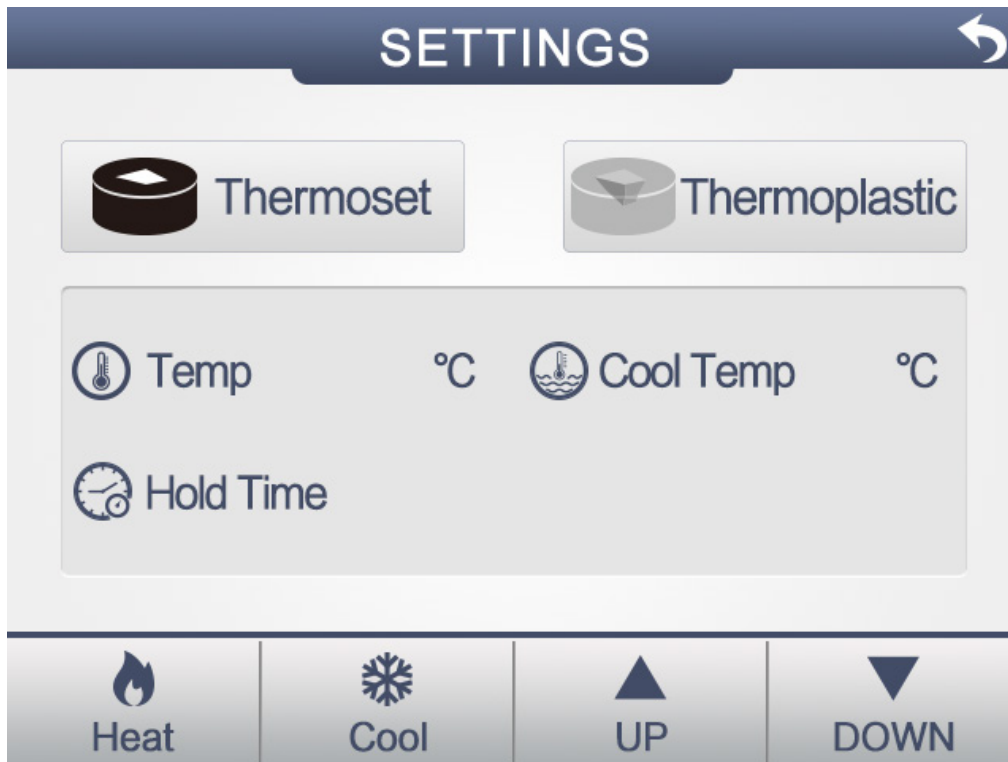 SETTINGS
Thermoset Thermoplastic
Temp °C Cool Temp °C
Hold Time
Heat Cool UP DOWN